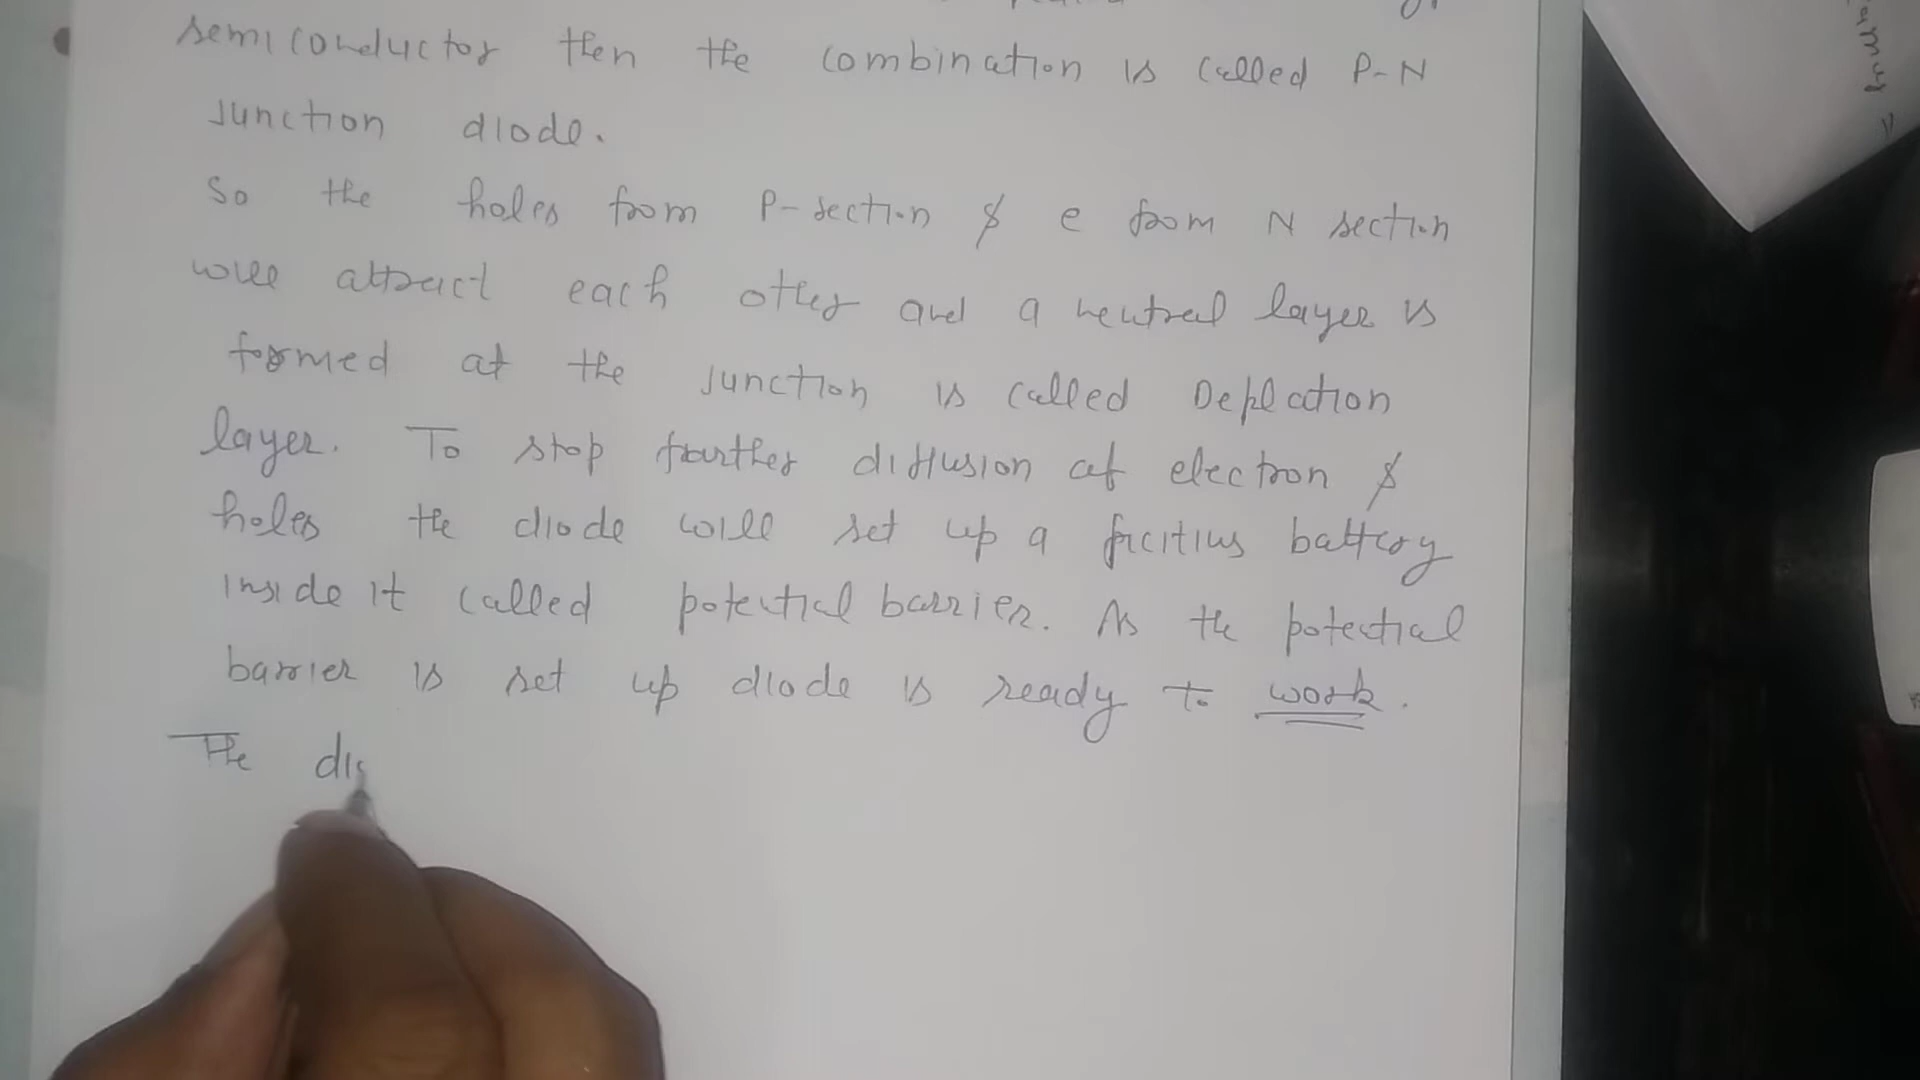 semiconductor then the combination is called P-N
Junction diode.
So the holes from P-section & e from N section
will attract each other and a neutral layer is
formed at the junction is called Deplation
layer. To stop further diffusion of electron &
holes the diode will set up a ficitius battery
inside it called potential barrier. As the potential
barrier is set up diode is ready to work.
The dio